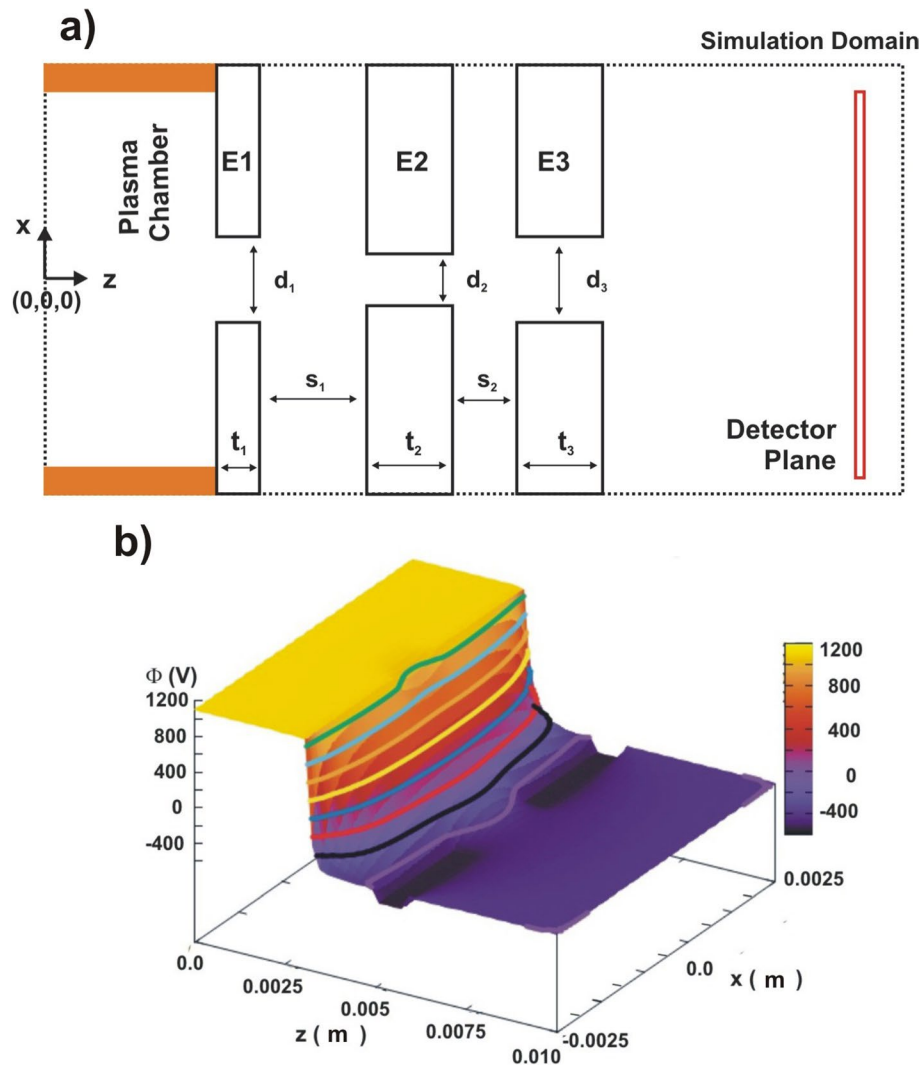 a)
Simulation Domain
Plasma
Chamber
E1
E2
E3
x
z
(0,0,0)
d₁
d₂
d₃
s₁
s₂
t₁
t₂
t₃
Detector
Plane
b)
Φ (V)
1200
800
400
0
-400
1200
800
400
0
-400
0.0
0.0025
0.005
0.0075
0.010
z ( m )
-0.0025
0.0
0.0025
x ( m )